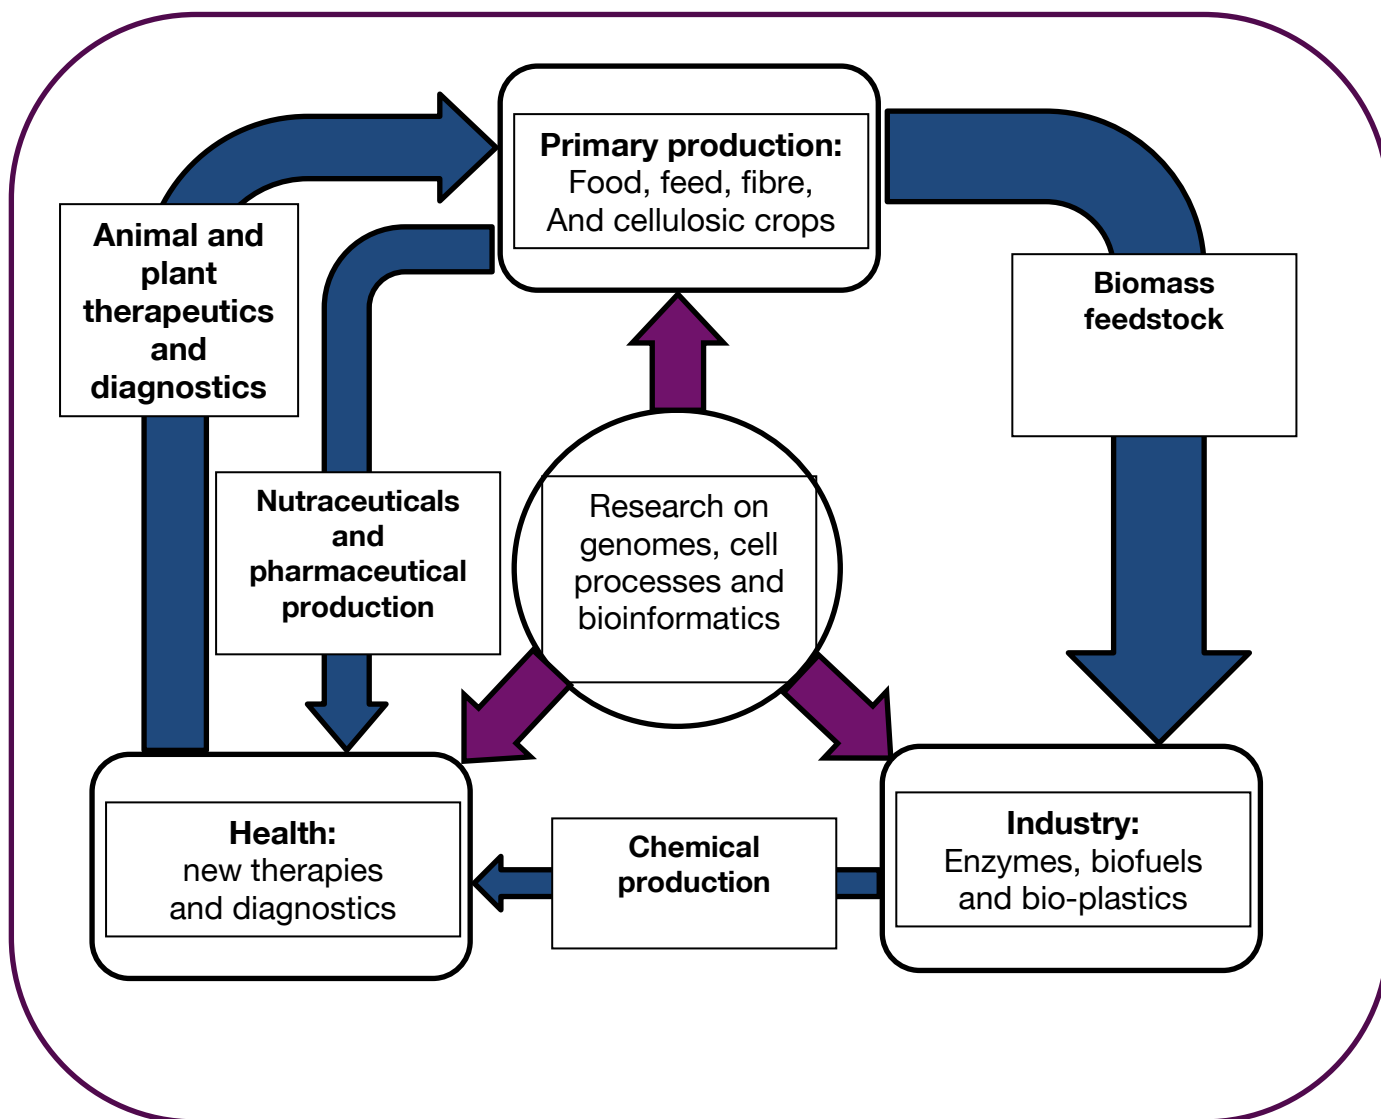 Primary production:
Food, feed, fibre,
And cellulosic crops
Animal and
plant
therapeutics
and
diagnostics
Biomass
feedstock
Nutraceuticals
and
pharmaceutical
production
Research on
genomes, cell
processes and
bioinformatics
Health:
new therapies
and diagnostics
Chemical
production
Industry:
Enzymes, biofuels
and bio-plastics